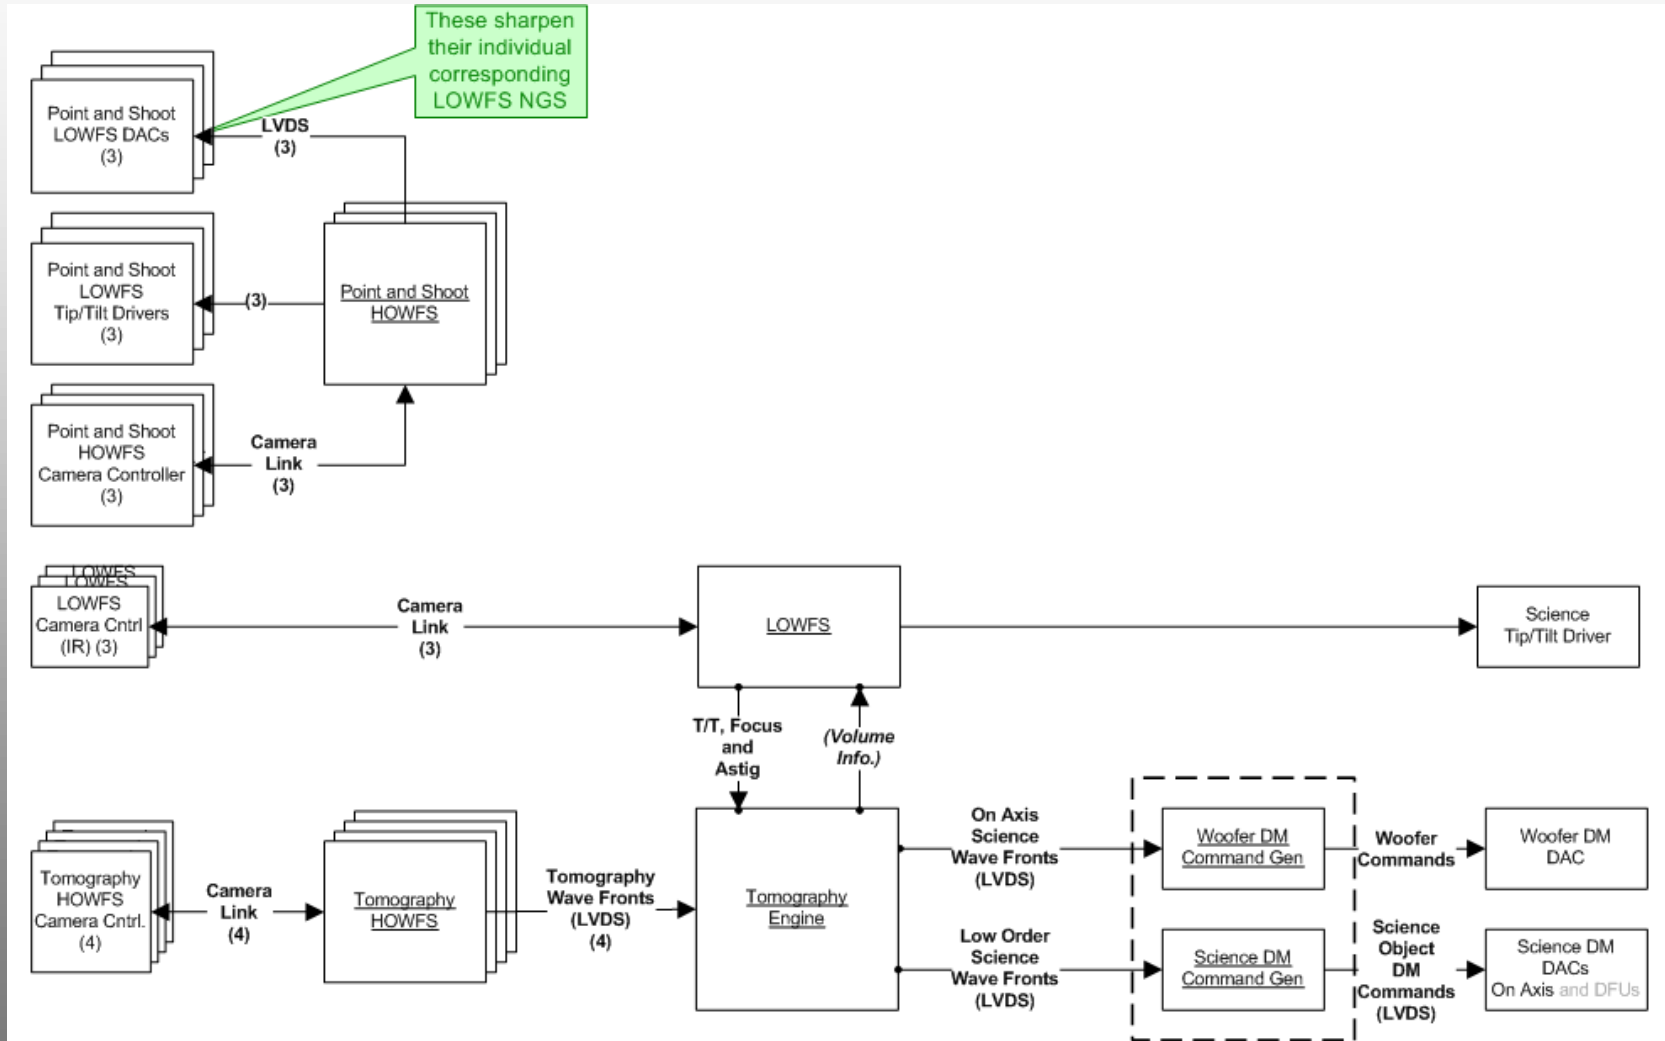 These sharpen
their individual
corresponding
LOWFS NGS
Point and Shoot
LOWFS DACs
(3)
LVDS
(3)
Point and Shoot
LOWFS
Tip/Tilt Drivers
(3)
(3)
Point and Shoot
HOWFS
Point and Shoot
HOWFS
Camera Controller
(3)
Camera
Link
(3)
LOWFS
LOWFS
LOWFS
Camera Cntrl
(IR) (3)
Camera
Link
(3)
LOWFS
Science
Tip/Tilt Driver
T/T, Focus
and
Astig
(Volume
Info.)
Tomography
HOWFS
Camera Cntrl.
(4)
Camera
Link
(4)
Tomography
HOWFS
Tomography
Wave Fronts
(LVDS)
(4)
Tomography
Engine
On Axis
Science
Wave Fronts
(LVDS)
Woofer DM
Command Gen
Woofer
Commands
Woofer DM
DAC
Low Order
Science
Wave Fronts
(LVDS)
Science DM
Command Gen
Science
Object
DM
Commands
(LVDS)
Science DM
DACs
On Axis and DFUs